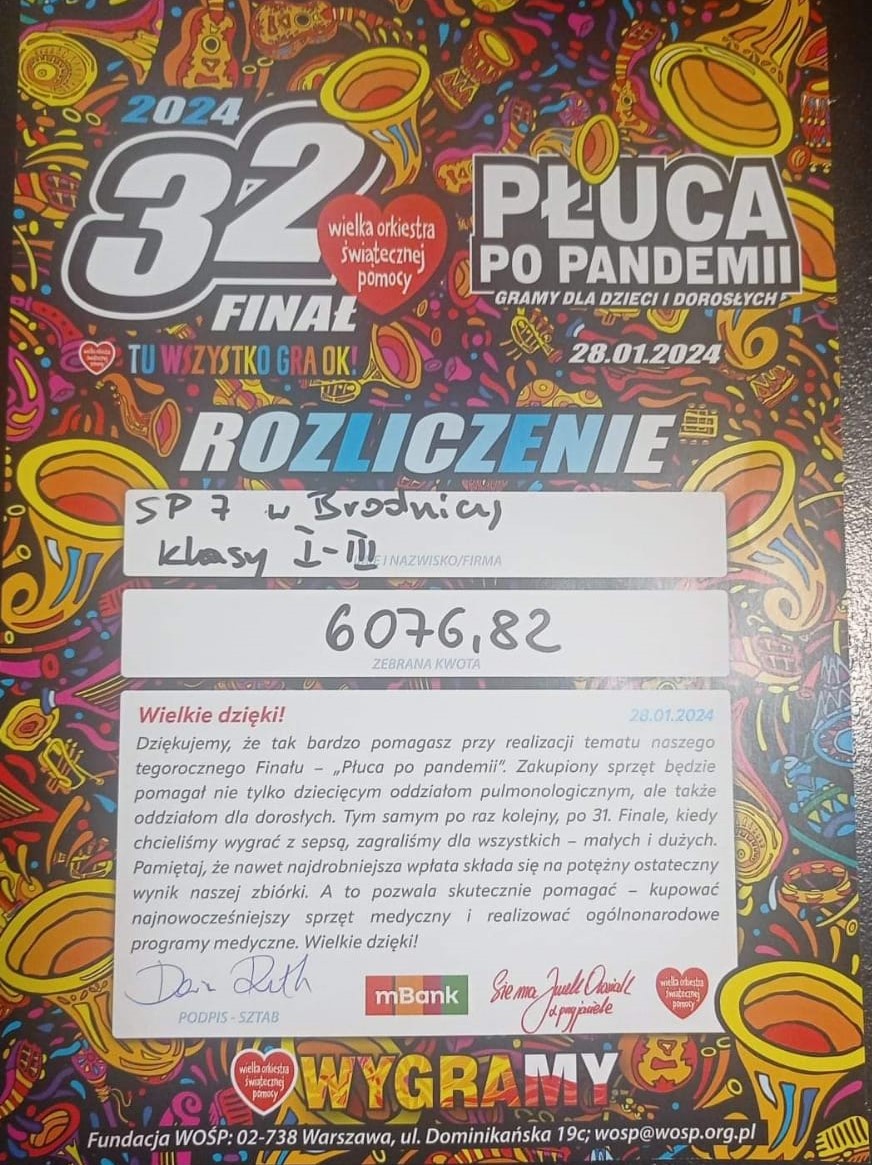 2024
32
FINAŁ
wielka orkiestra
świątecznej
pomocy
PŁUCA
PO PANDEMII
GRAMY DLA DZIECI I DOROSŁYCH
28.01.2024
wielka orkiestra
świątecznej
pomocy
TU WSZYSTKO GRA OK!
ROZLICZENIE
SP 7 w Brodnicy
klasy I-III
I NAZWISKO/FIRMA
6076,82
ZEBRANA KWOTA
Wielkie dzięki!
28.01.2024
Dziękujemy, że tak bardzo pomagasz przy realizacji tematu naszego
tegorocznego Finału – „Płuca po pandemii”. Zakupiony sprzęt będzie
pomagał nie tylko dziecięcym oddziałom pulmonologicznym, ale także
oddziałom dla dorosłych. Tym samym po raz kolejny, po 31. Finale, kiedy
chcieliśmy wygrać z sepsą, zagraliśmy dla wszystkich – małych i dużych.
Pamiętaj, że nawet najdrobniejsza wpłata składa się na potężny ostateczny
wynik naszej zbiórki. A to pozwala skutecznie pomagać – kupować
najnowocześniejszy sprzęt medyczny i realizować ogólnonarodowe
programy medyczne. Wielkie dzięki!
PODPIS - SZTAB
mBank
Sie ma Jurek Owsiak
z przyjaciele
wielka orkiestra
świątecznej
pomocy
wielka orkiestra
świątecznej
pomocy
WYGRAMY
Fundacja WOŚP: 02-738 Warszawa, ul. Dominikańska 19c; wosp@wosp.org.pl